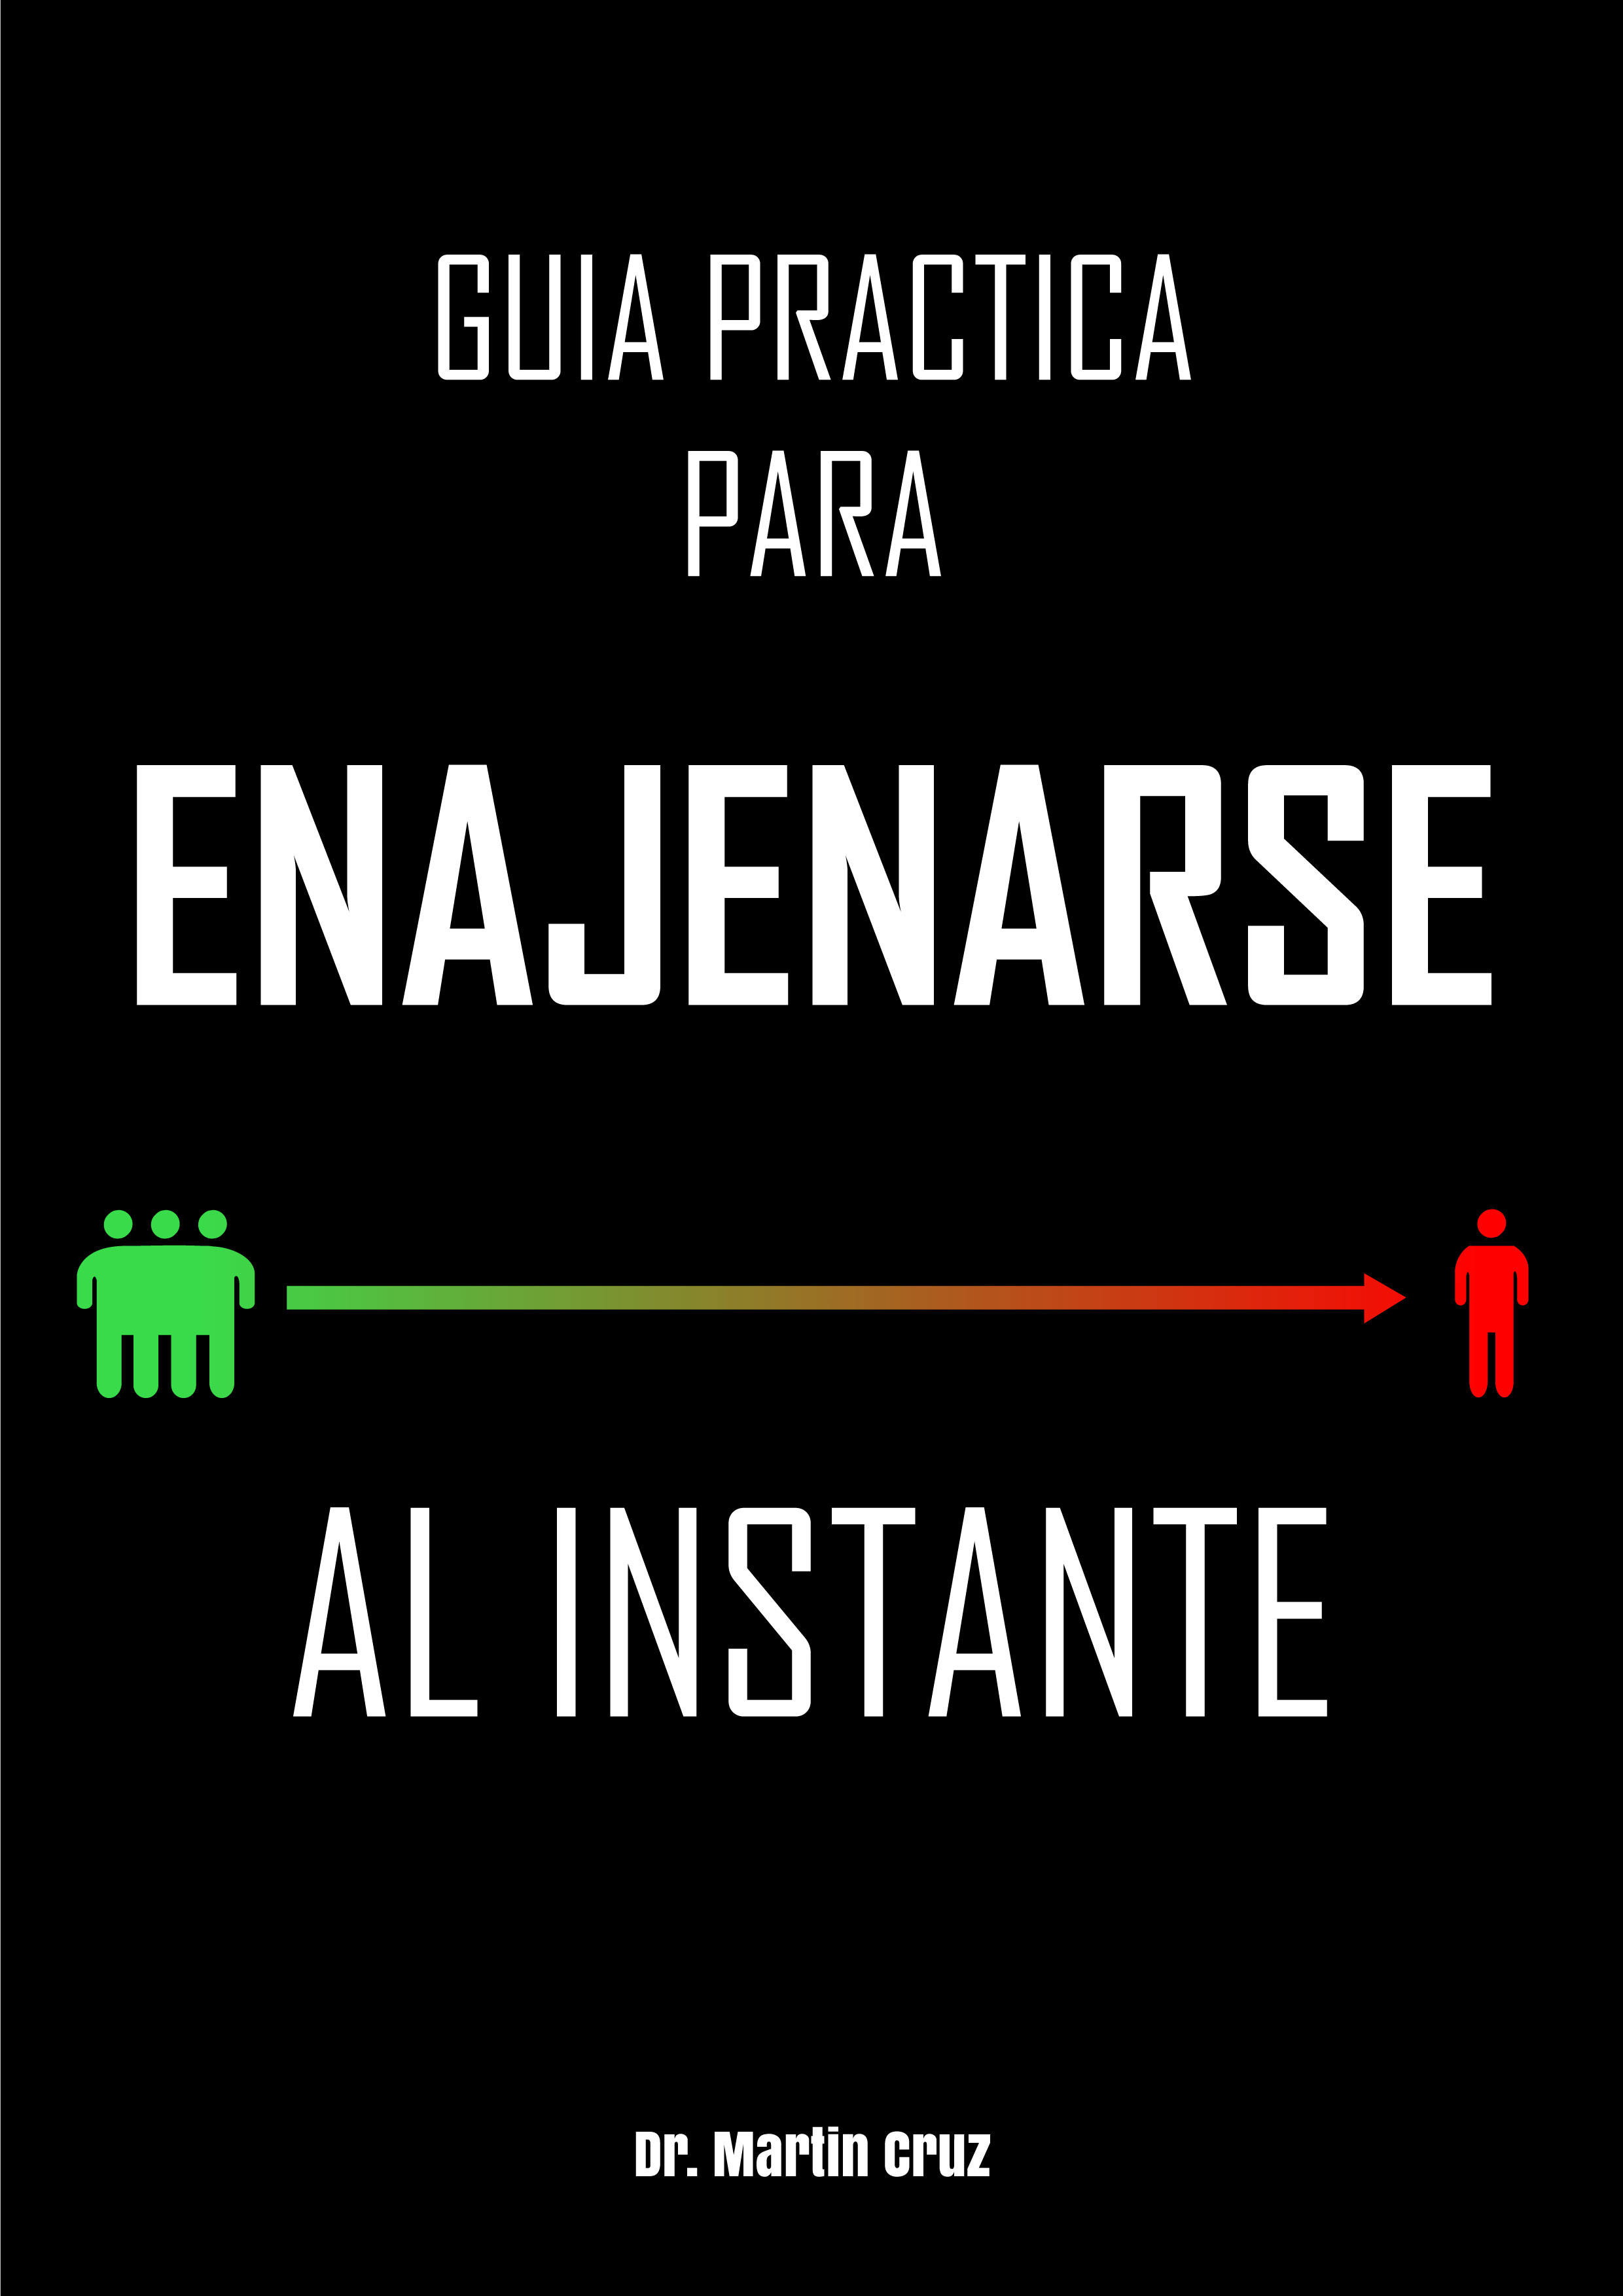 GUIA PRACTICA
PARA
ENAJENARSE
AL INSTANTE
Dr. Martin cruz